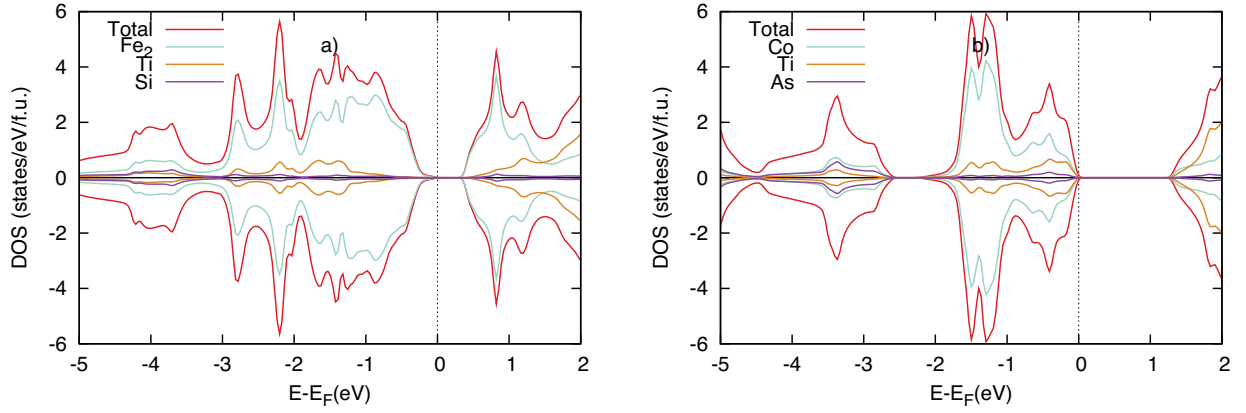 6
4
2
0
-2
-4
-6
-5
-4
-3
-2
-1
0
1
2
DOS (states/eV/f.u.)
E-E_F(eV)
Total
Fe₂
Ti
Si
a)
6
4
2
0
-2
-4
-6
-5
-4
-3
-2
-1
0
1
2
DOS (states/eV/f.u.)
E-E_F(eV)
Total
Co
Ti
As
b)